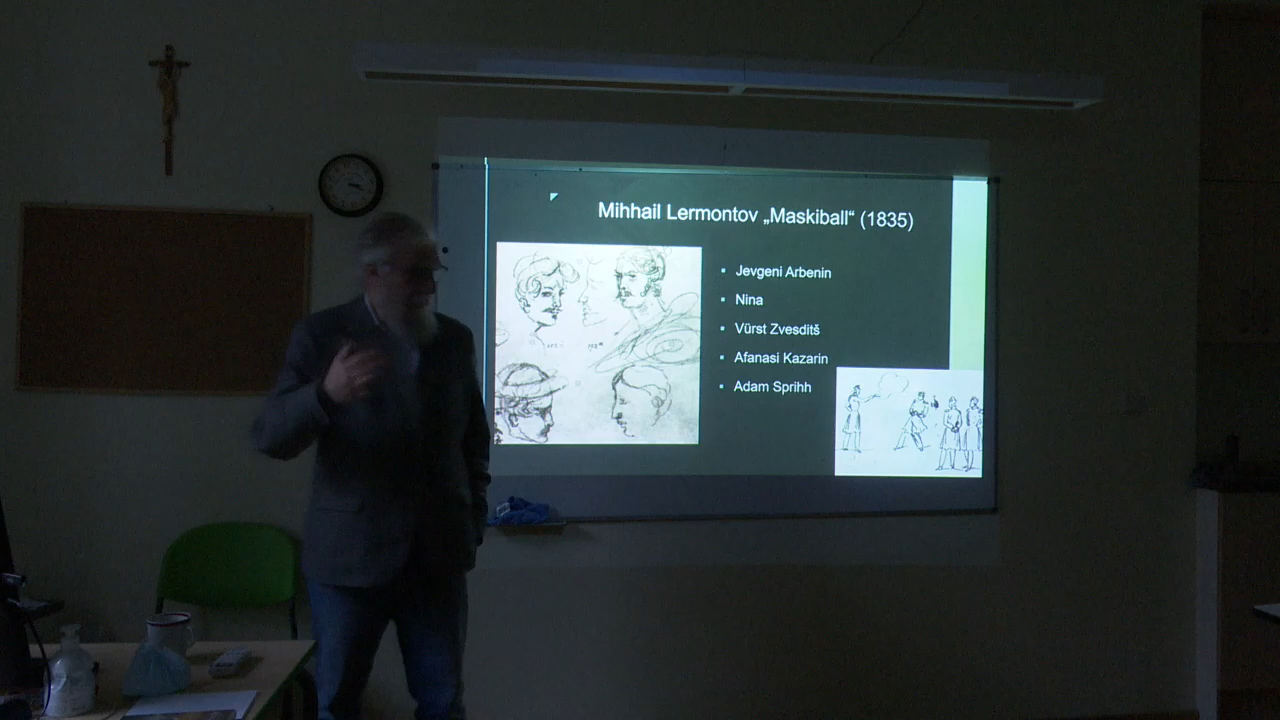 Mihhail Lermontov „Maskiball“ (1835)
Jevgeni Arbenin
Nina
Vürst Zvesditš
Afanasi Kazarin
Adam Sprihh